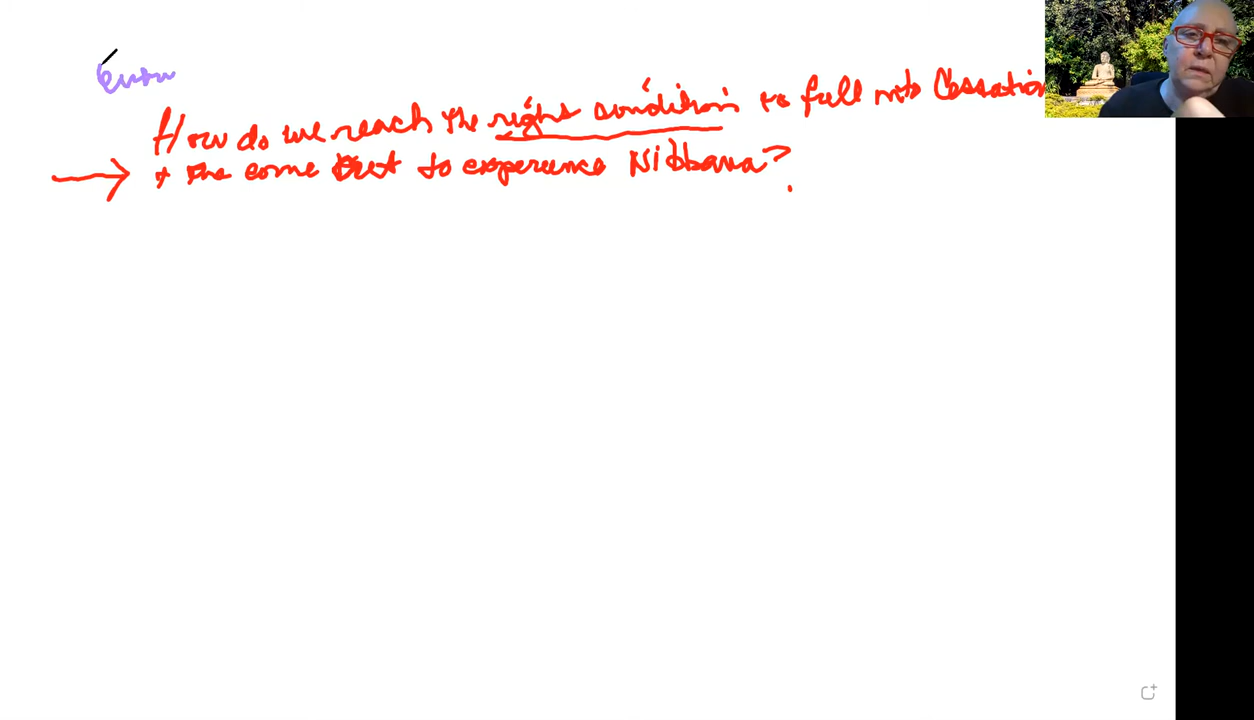 How do we reach the right condition to fall into Cessation
+ the come out to experience Nibbana?